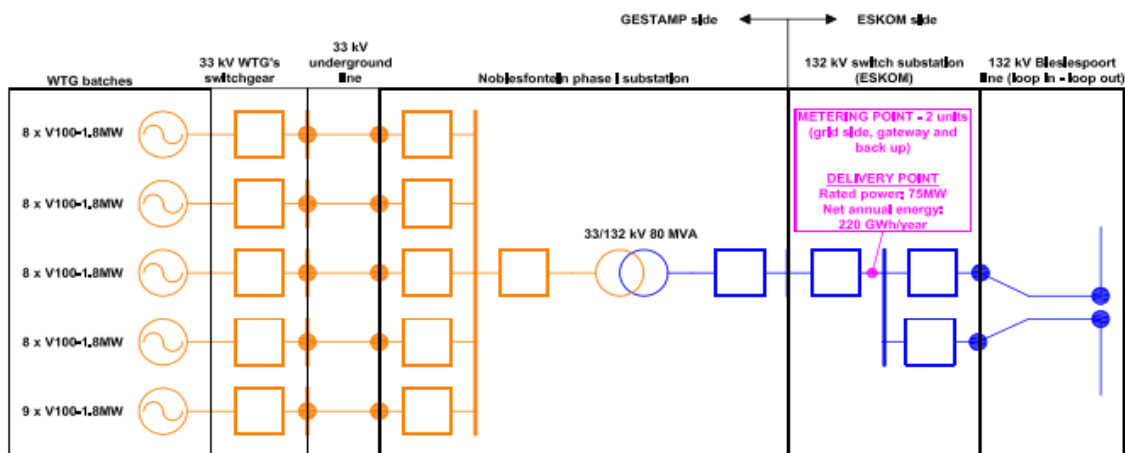 GESTAMP side
ESKOM side
33 kV WTG's
switchgear
33 kV
underground
line
WTG batches
Noblesfontein phase I substation
132 kV switch substation
(ESKOM)
132 kV Biesiespoort
line (loop in - loop out)
8 x V100-1.8MW
8 x V100-1.8MW
8 x V100-1.8MW
8 x V100-1.8MW
9 x V100-1.8MW
33/132 kV 80 MVA
METERING POINT - 2 units
(grid side, gateway and
back up)
DELIVERY POINT
Rated power: 75MW
Net annual energy:
220 GWh/year